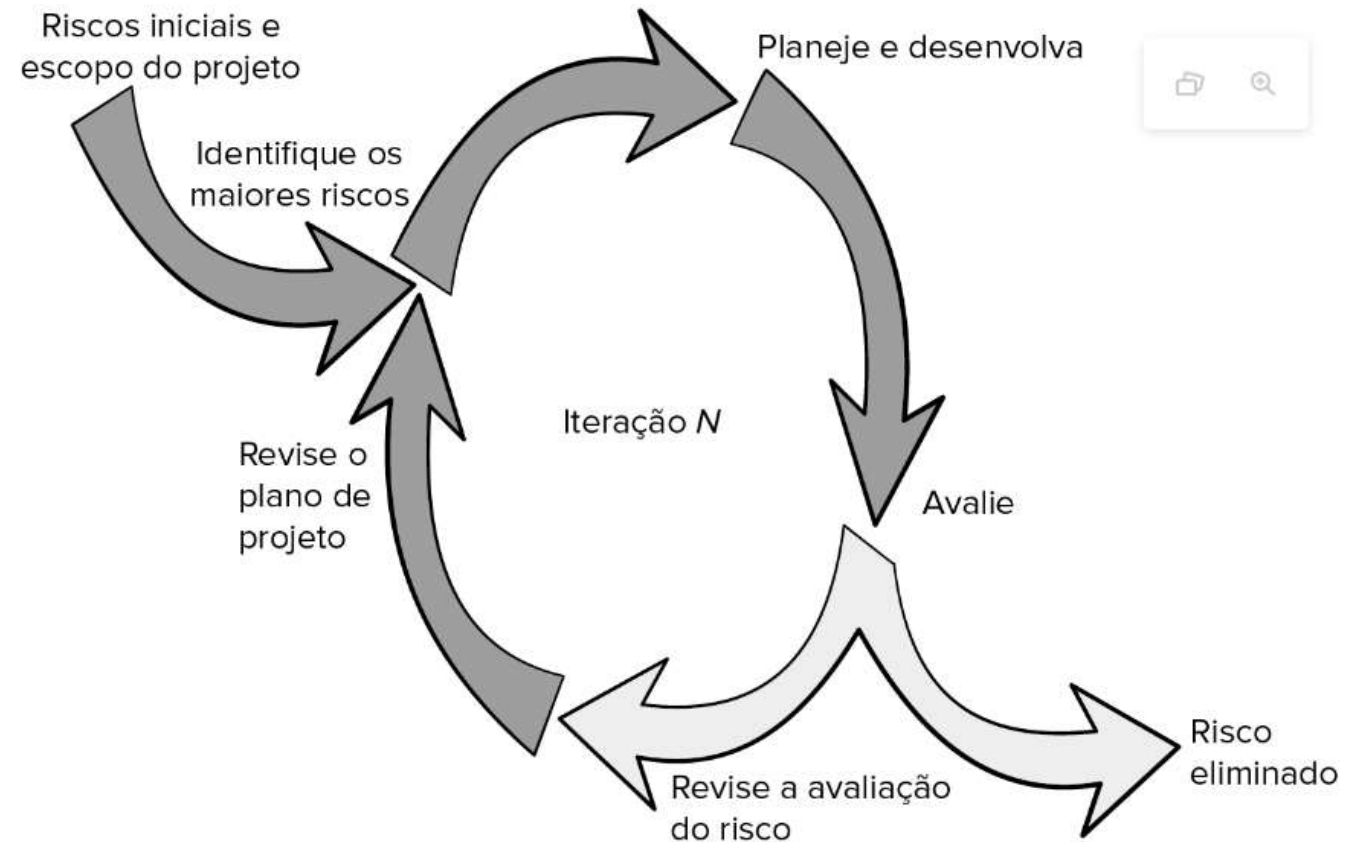 Riscos iniciais e
escopo do projeto
Identifique os
maiores riscos
Planeje e desenvolva
Iteração N
Avalie
Revise o
plano de
projeto
Revise a avaliação
do risco
Risco
eliminado